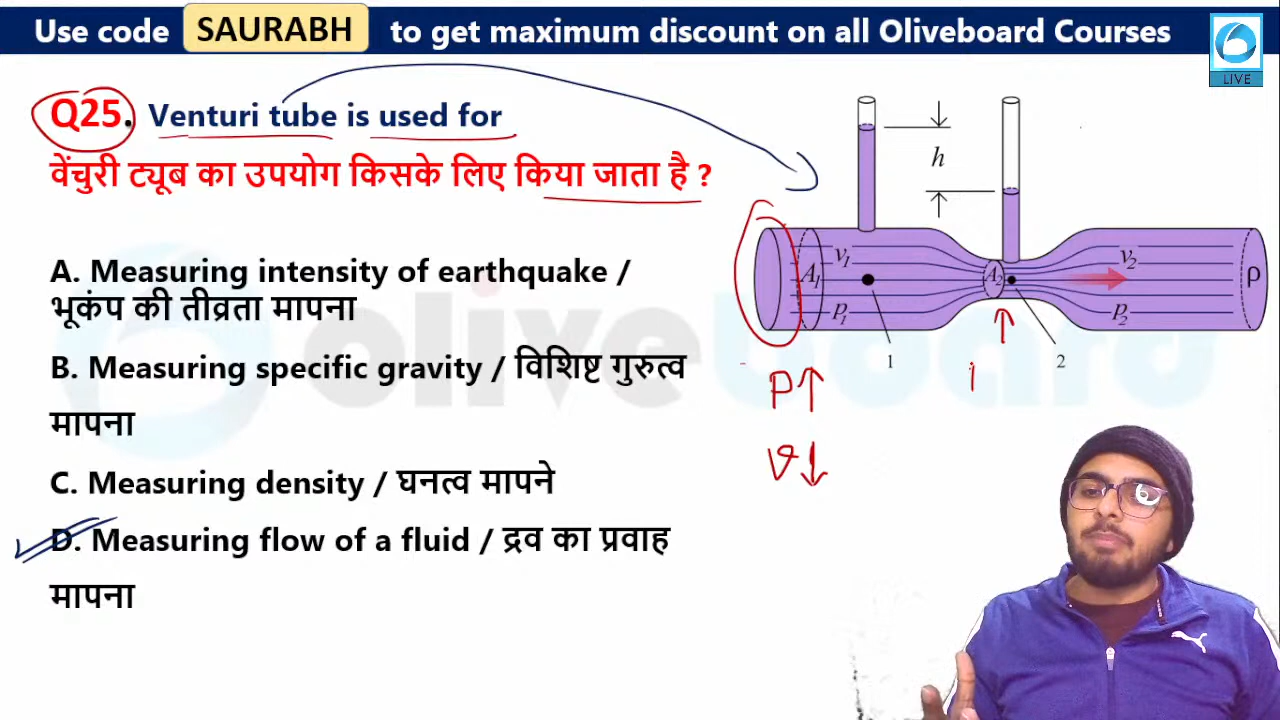 Use code SAURABH to get maximum discount on all Oliveboard Courses
LIVE
Q25. Venturi tube is used for
वेंचुरी ट्यूब का उपयोग किसके लिए किया जाता है ?
A. Measuring intensity of earthquake /
भूकंप की तीव्रता मापना
B. Measuring specific gravity / विशिष्ट गुरुत्व
मापना
C. Measuring density / घनत्व मापने
D. Measuring flow of a fluid / द्रव का प्रवाह
मापना
h
A₁ v₁ p₁
A₂ v₂ p₂ ρ
1 2
P↑
v↓
oliveboard